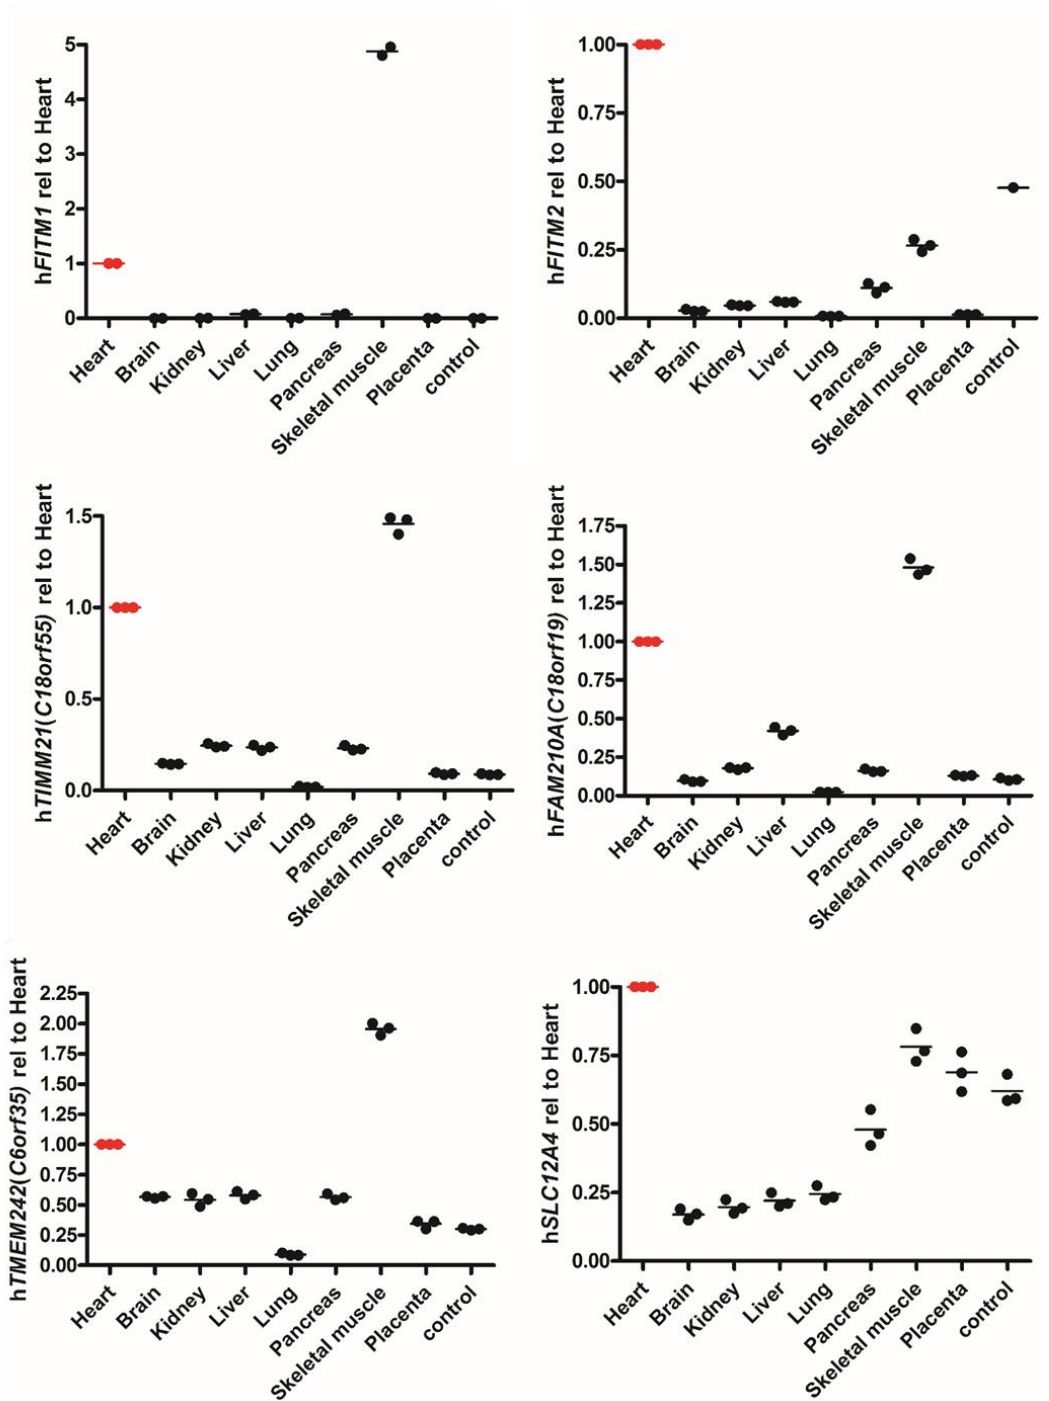 hFITM1 rel to Heart
5
4
3
2
1
0
Heart
Brain
Kidney
Liver
Lung
Pancreas
Skeletal muscle
Placenta
control
hFITM2 rel to Heart
1.00
0.75
0.50
0.25
0.00
Heart
Brain
Kidney
Liver
Lung
Pancreas
Skeletal muscle
Placenta
control
hTIMM21(C18orf55) rel to Heart
1.5
1.0
0.5
0.0
Heart
Brain
Kidney
Liver
Lung
Pancreas
Skeletal muscle
Placenta
control
hFAM210A(C18orf19) rel to Heart
1.75
1.50
1.25
1.00
0.75
0.50
0.25
0.00
Heart
Brain
Kidney
Liver
Lung
Pancreas
Skeletal muscle
Placenta
control
hTMEM242(C6orf35) rel to Heart
2.25
2.00
1.75
1.50
1.25
1.00
0.75
0.50
0.25
0.00
Heart
Brain
Kidney
Liver
Lung
Pancreas
Skeletal muscle
Placenta
control
hSLC12A4 rel to Heart
1.00
0.75
0.50
0.25
0.00
Heart
Brain
Kidney
Liver
Lung
Pancreas
Skeletal muscle
Placenta
control